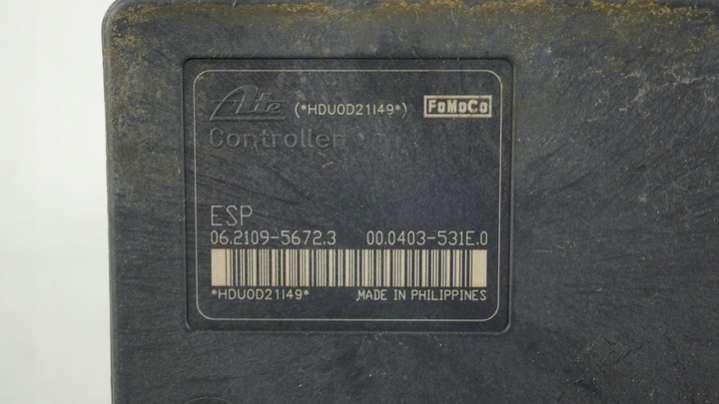 Ate (*HDU0D21149*) FoMoCo
Controller
ESP
06.2109-5672.3 00.0403-531E.0
*HDU0D21149* MADE IN PHILIPPINES